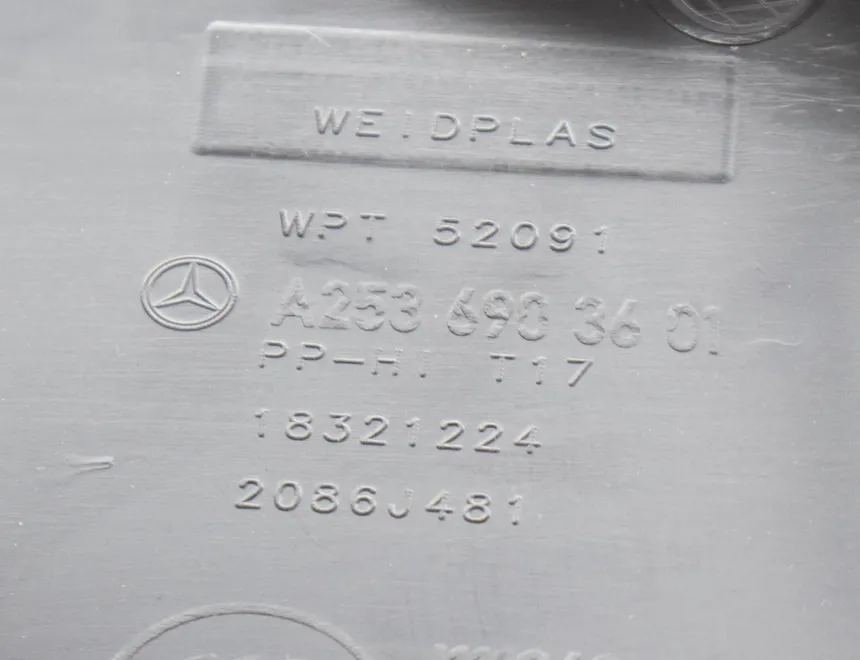 WEIDPLAS
WPT 52091
A253 690 36 01
PP-HI T17
18321224
2086J481